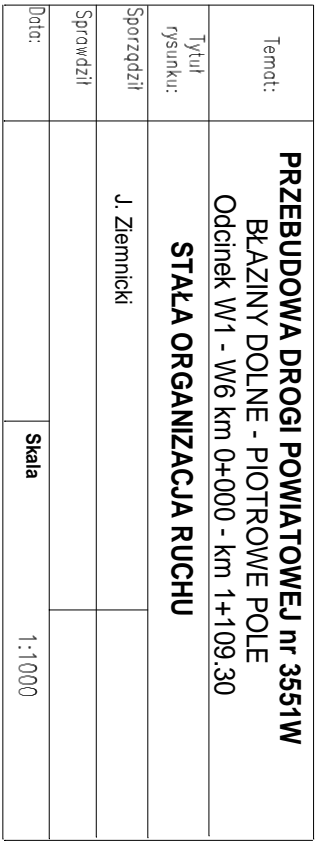 Temat:
PRZEBUDOWA DROGI POWIATOWEJ nr 3551W
BŁAZINY DOLNE - PIOTROWE POLE
Odcinek W1 - W6 km 0+000 - km 1+109.30
Tytuł
rysunku:
STAŁA ORGANIZACJA RUCHU
Sporządził
J. Ziemnicki
Sprawdził
Data:
Skala
1:1000